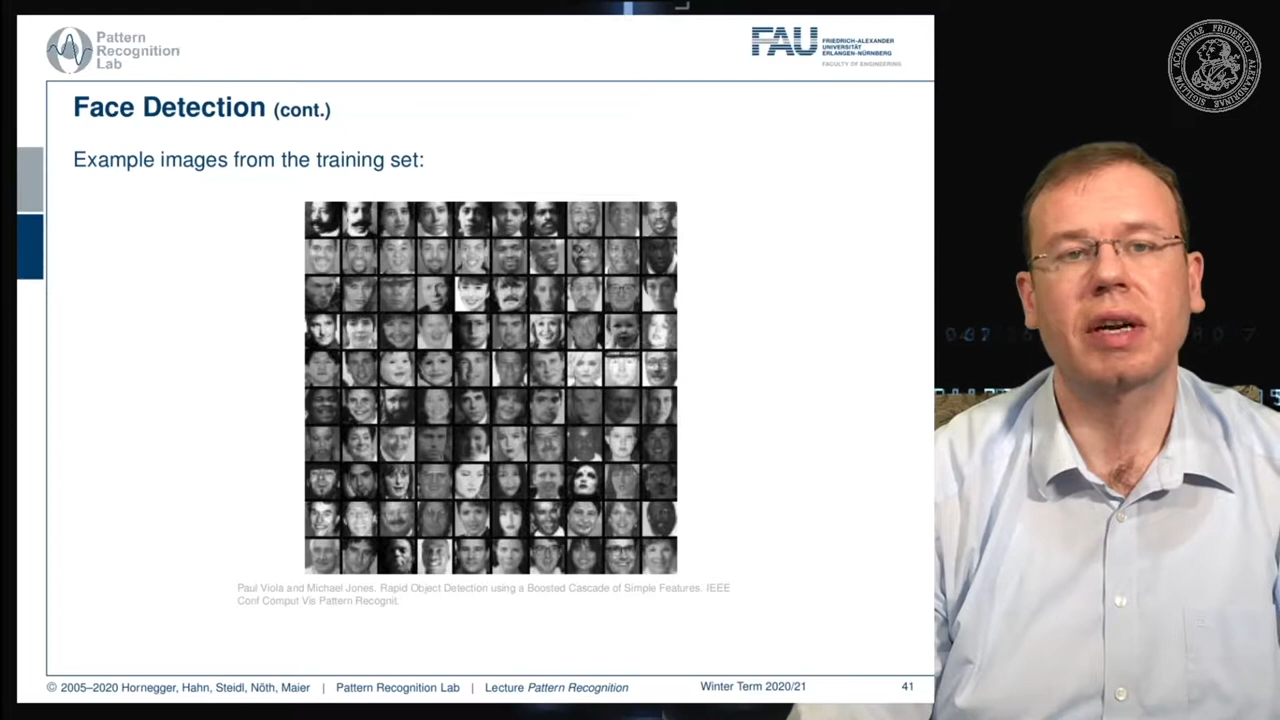 Pattern
Recognition
Lab
FAU
FRIEDRICH-ALEXANDER
UNIVERSITÄT
ERLANGEN-NÜRNBERG
FACULTY OF ENGINEERING
Face Detection (cont.)
Example images from the training set:
Paul Viola and Michael Jones. Rapid Object Detection using a Boosted Cascade of Simple Features. IEEE
Conf Comput Vis Pattern Recognit.
© 2005–2020 Hornegger, Hahn, Steidl, Nöth, Maier | Pattern Recognition Lab | Lecture Pattern Recognition Winter Term 2020/21 41